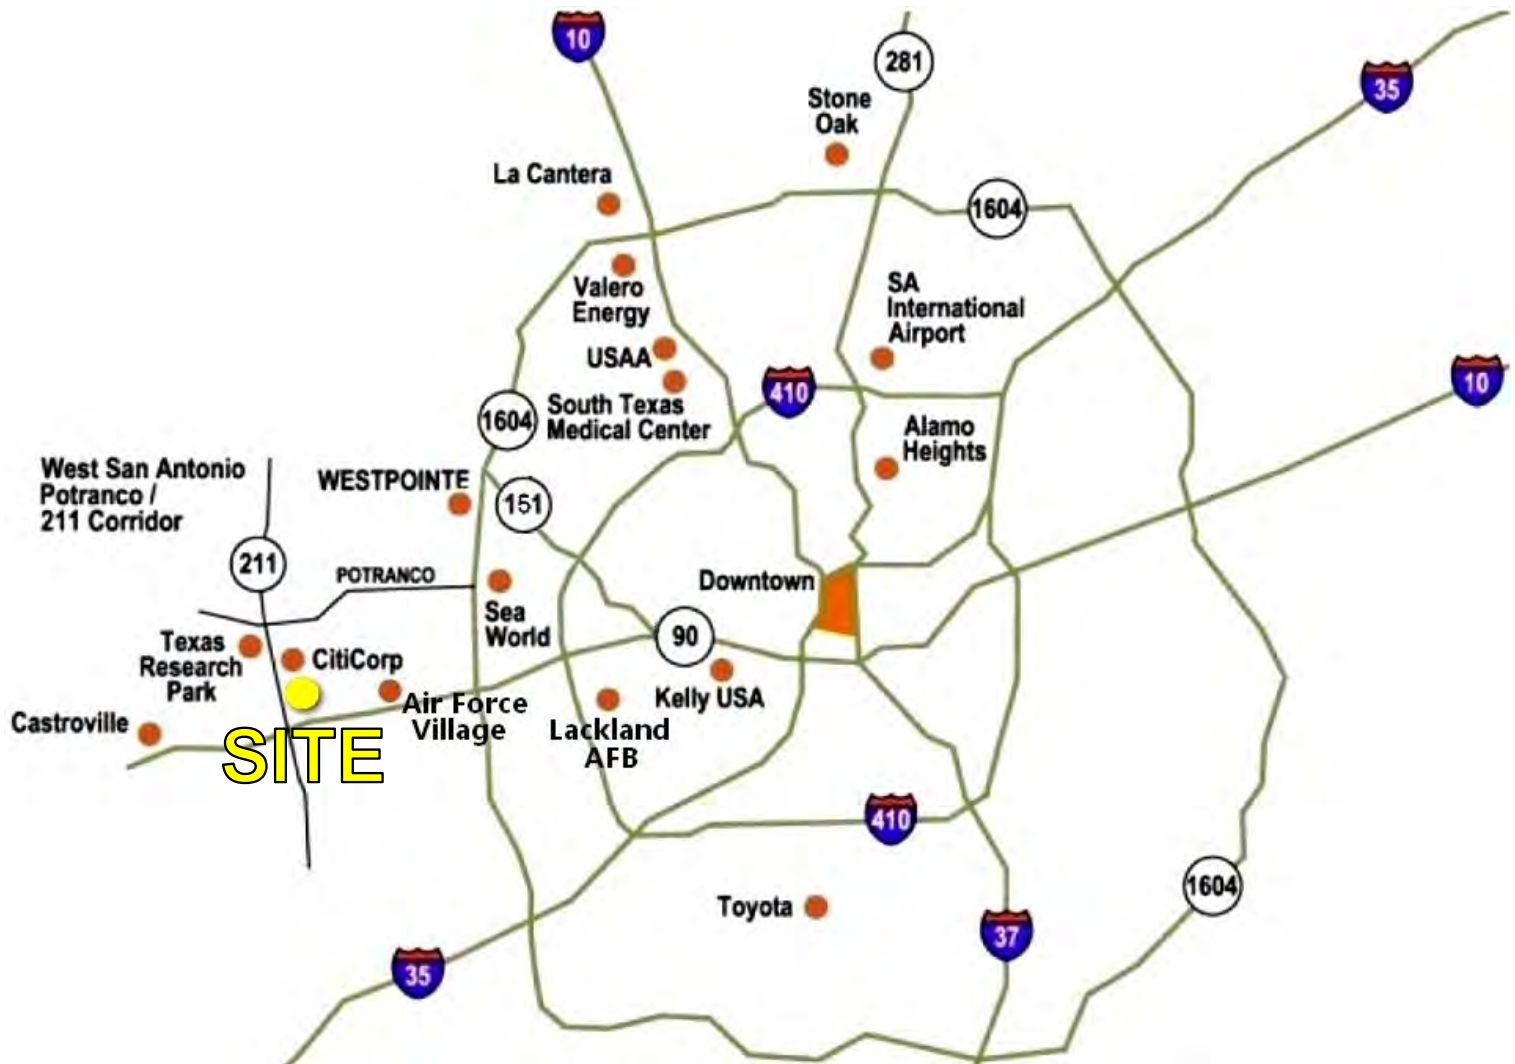 10
281
35
Stone
Oak
La Cantera
1604
Valero
Energy
SA
International
Airport
USAA
410
10
1604
South Texas
Medical Center
Alamo
Heights
West San Antonio
Potranco /
211 Corridor
WESTPOINTE
151
211
POTRANCO
Downtown
Sea
World
90
Texas
Research
Park
CitiCorp
Kelly USA
Air Force
Village
Lackland
AFB
Castroville
SITE
410
1604
Toyota
37
35